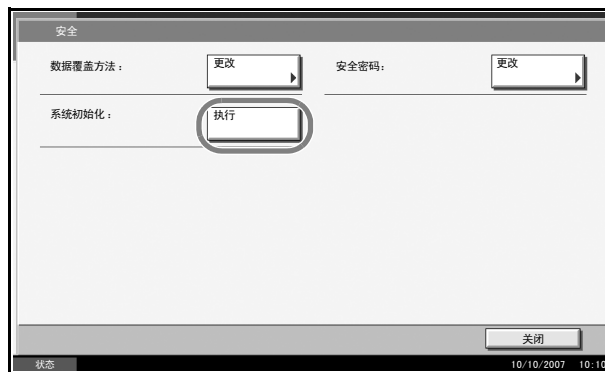 安全
数据覆盖方法： 更改 安全密码： 更改
系统初始化： 执行
关闭
状态 10/10/2007 10:10